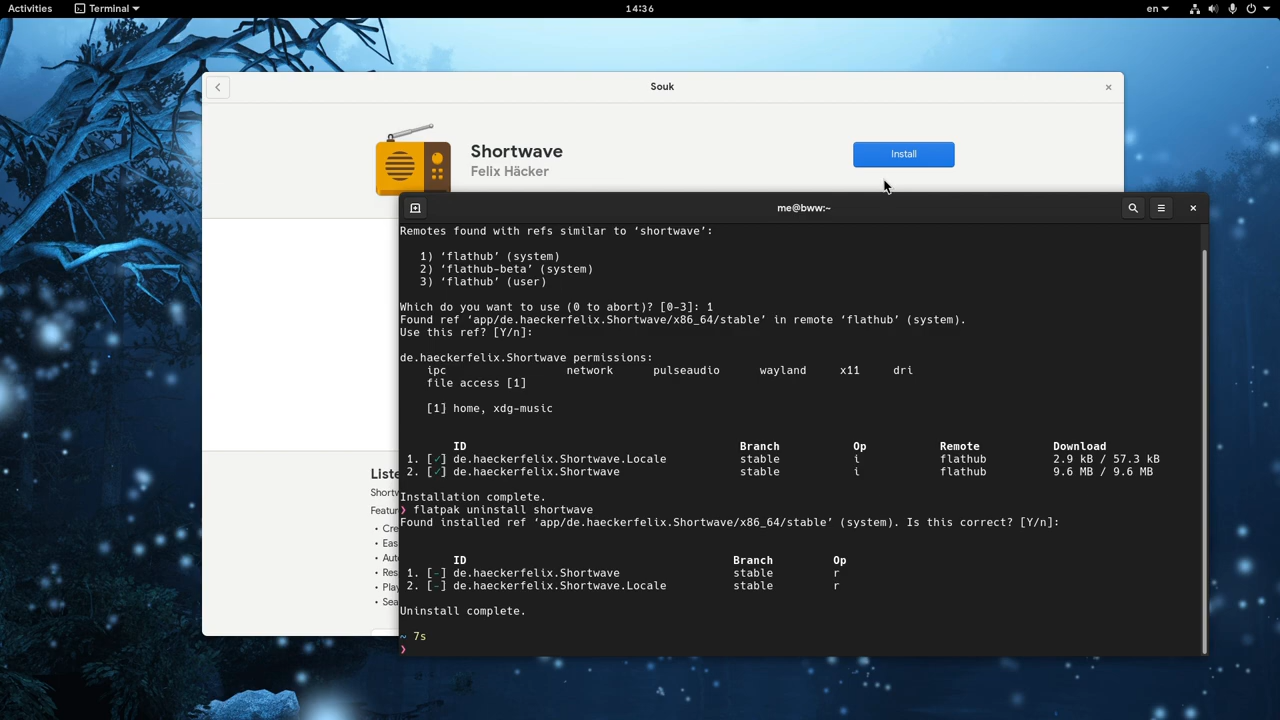 Activities
Terminal
14:36
en
Souk
Shortwave
Felix Häcker
Install
me@bww:~
Remotes found with refs similar to ‘shortwave’:
1) ‘flathub’ (system)
2) ‘flathub-beta’ (system)
3) ‘flathub’ (user)
Which do you want to use (0 to abort)? [0-3]: 1
Found ref ‘app/de.haeckerfelix.Shortwave/x86_64/stable’ in remote ‘flathub’ (system).
Use this ref? [Y/n]:
de.haeckerfelix.Shortwave permissions:
ipc network pulseaudio wayland x11 dri
file access [1]
[1] home, xdg-music
ID Branch Op Remote Download
1. [✓] de.haeckerfelix.Shortwave.Locale stable i flathub 2.9 kB / 57.3 kB
2. [✓] de.haeckerfelix.Shortwave stable i flathub 9.6 MB / 9.6 MB
Installation complete.
❯ flatpak uninstall shortwave
Found installed ref ‘app/de.haeckerfelix.Shortwave/x86_64/stable’ (system). Is this correct? [Y/n]:
ID Branch Op
1. [-] de.haeckerfelix.Shortwave stable r
2. [-] de.haeckerfelix.Shortwave.Locale stable r
Uninstall complete.
~ 7s
❯